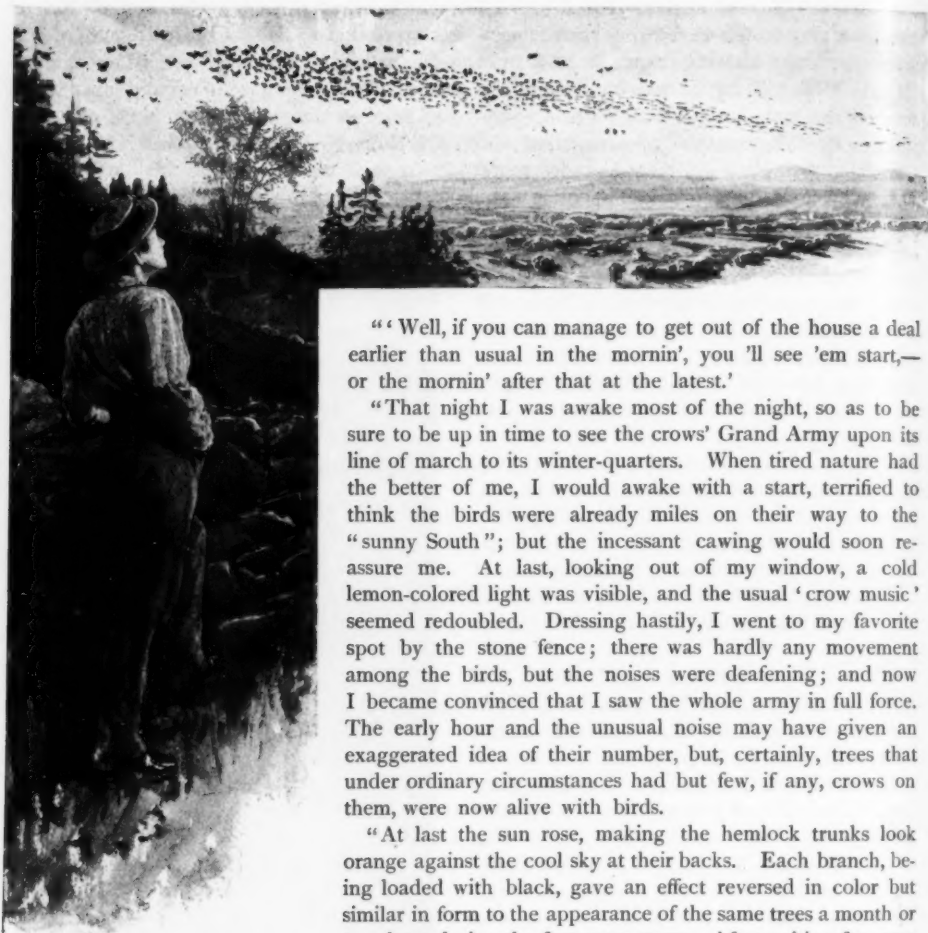 "'Well, if you can manage to get out of the house a deal
earlier than usual in the mornin', you 'll see 'em start,—
or the mornin' after that at the latest.'
"That night I was awake most of the night, so as to be
sure to be up in time to see the crows' Grand Army upon its
line of march to its winter-quarters. When tired nature had
the better of me, I would awake with a start, terrified to
think the birds were already miles on their way to the
"sunny South"; but the incessant cawing would soon re-
assure me. At last, looking out of my window, a cold
lemon-colored light was visible, and the usual 'crow music'
seemed redoubled. Dressing hastily, I went to my favorite
spot by the stone fence; there was hardly any movement
among the birds, but the noises were deafening; and now
I became convinced that I saw the whole army in full force.
The early hour and the unusual noise may have given an
exaggerated idea of their number, but, certainly, trees that
under ordinary circumstances had but few, if any, crows on
them, were now alive with birds.
"At last the sun rose, making the hemlock trunks look
orange against the cool sky at their backs. Each branch, be-
ing loaded with black, gave an effect reversed in color but
similar in form to the appearance of the same trees a month or